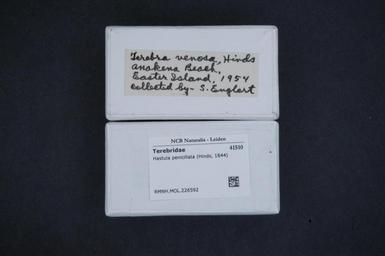 Terebra venosa, Hinds
Anakena Beach,
Easter Island, 1954
collected by - S. Englert
NCB Naturalis - Leiden
Terebridae 41510
Hastula penicillata (Hinds, 1844)
RMNH.MOL.226592